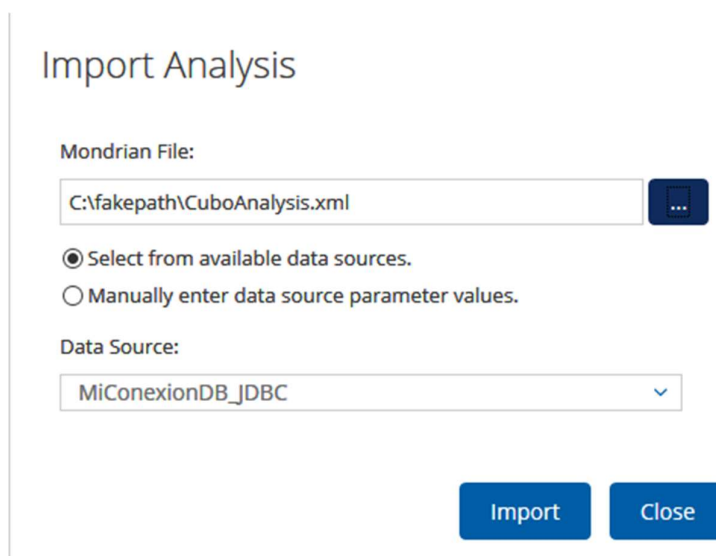 Import Analysis
Mondrian File:
C:\fakepath\CuboAnalysis.xml
...
Select from available data sources.
Manually enter data source parameter values.
Data Source:
MiConexionDB_JDBC
Import Close